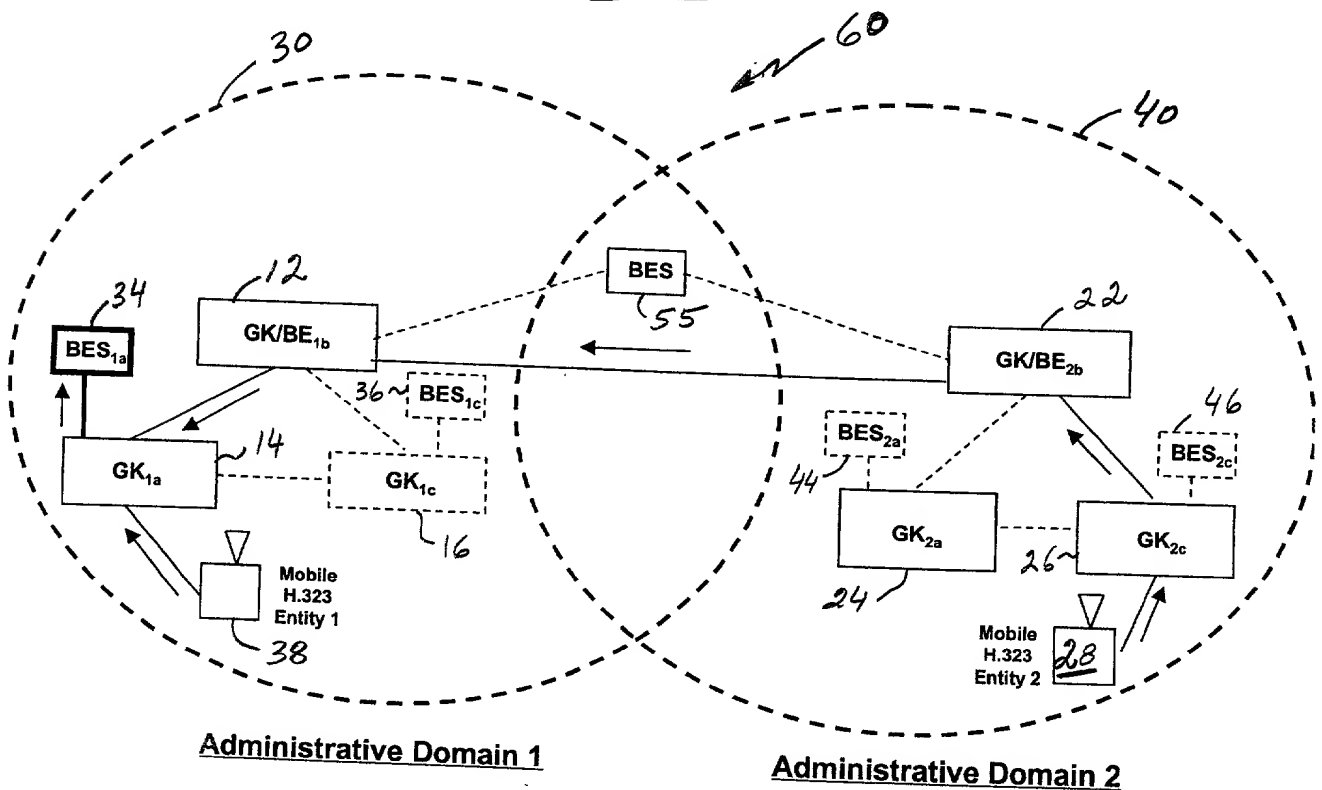 30
60
40
12
34
BES1a
GK/BE1b
BES
55
22
GK/BE2b
36
BES1c
46
BES2a
BES2c
14
GK1a
GK1c
44
16
GK2a
26
GK2c
24
Mobile
H.323
Entity 1
38
Mobile
H.323
Entity 2
28
Administrative Domain 1
Administrative Domain 2